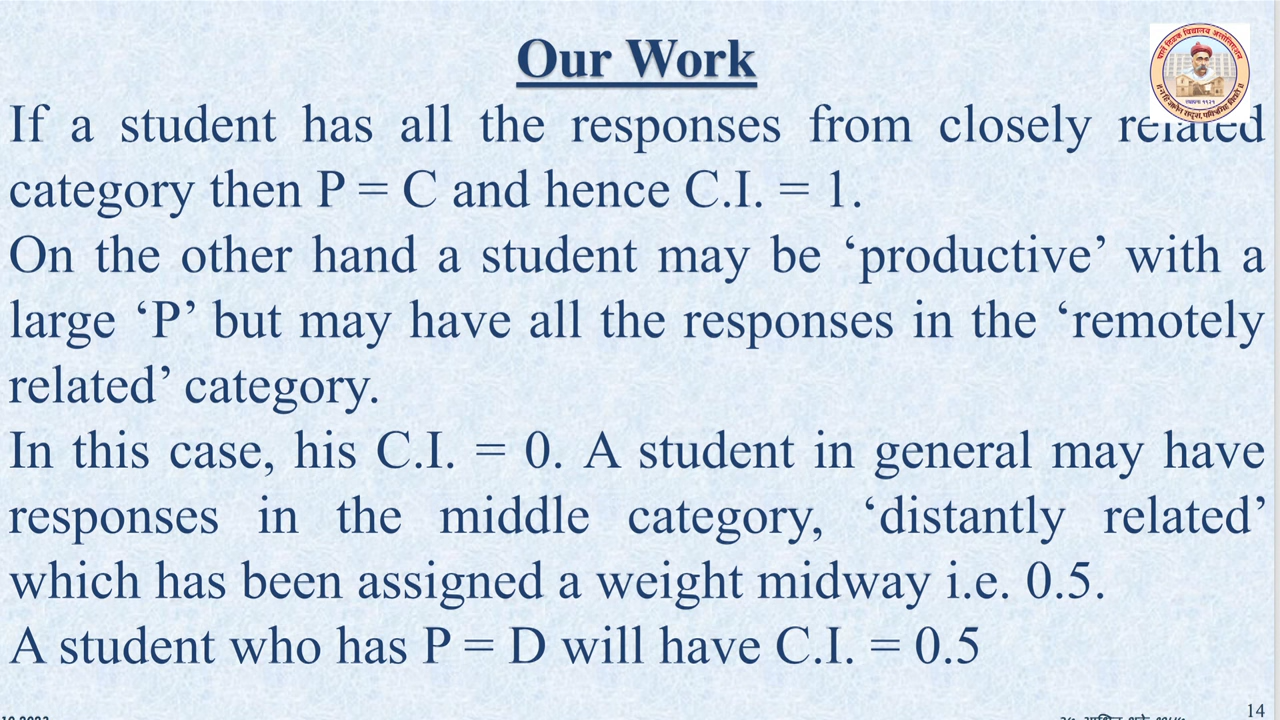 Our Work
If a student has all the responses from closely related
category then P = C and hence C.I. = 1.
On the other hand a student may be ‘productive’ with a
large ‘P’ but may have all the responses in the ‘remotely
related’ category.
In this case, his C.I. = 0. A student in general may have
responses in the middle category, ‘distantly related’
which has been assigned a weight midway i.e. 0.5.
A student who has P = D will have C.I. = 0.5
14